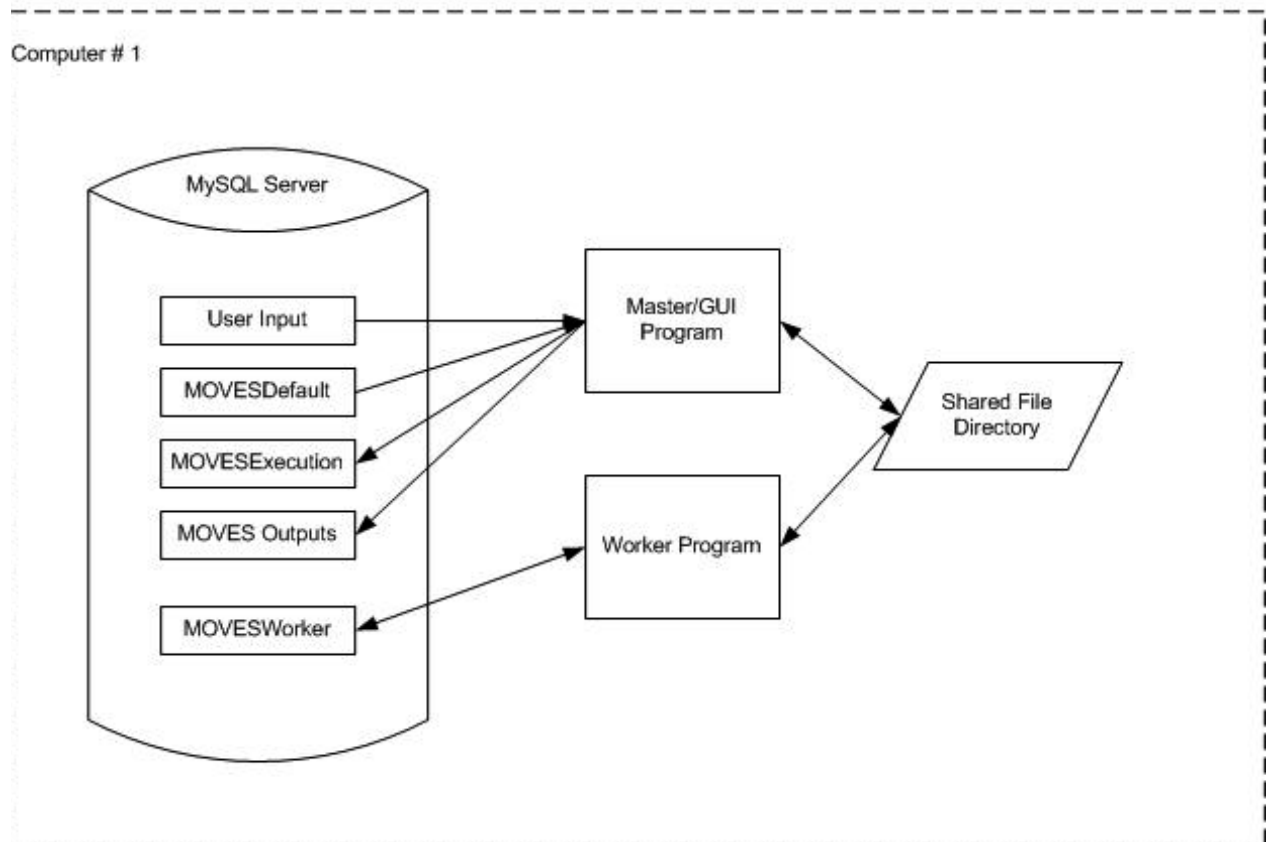 Computer # 1
MySQL Server
User Input
MOVESDefault
MOVESExecution
MOVES Outputs
MOVESWorker
Master/GUI
Program
Worker Program
Shared File
Directory